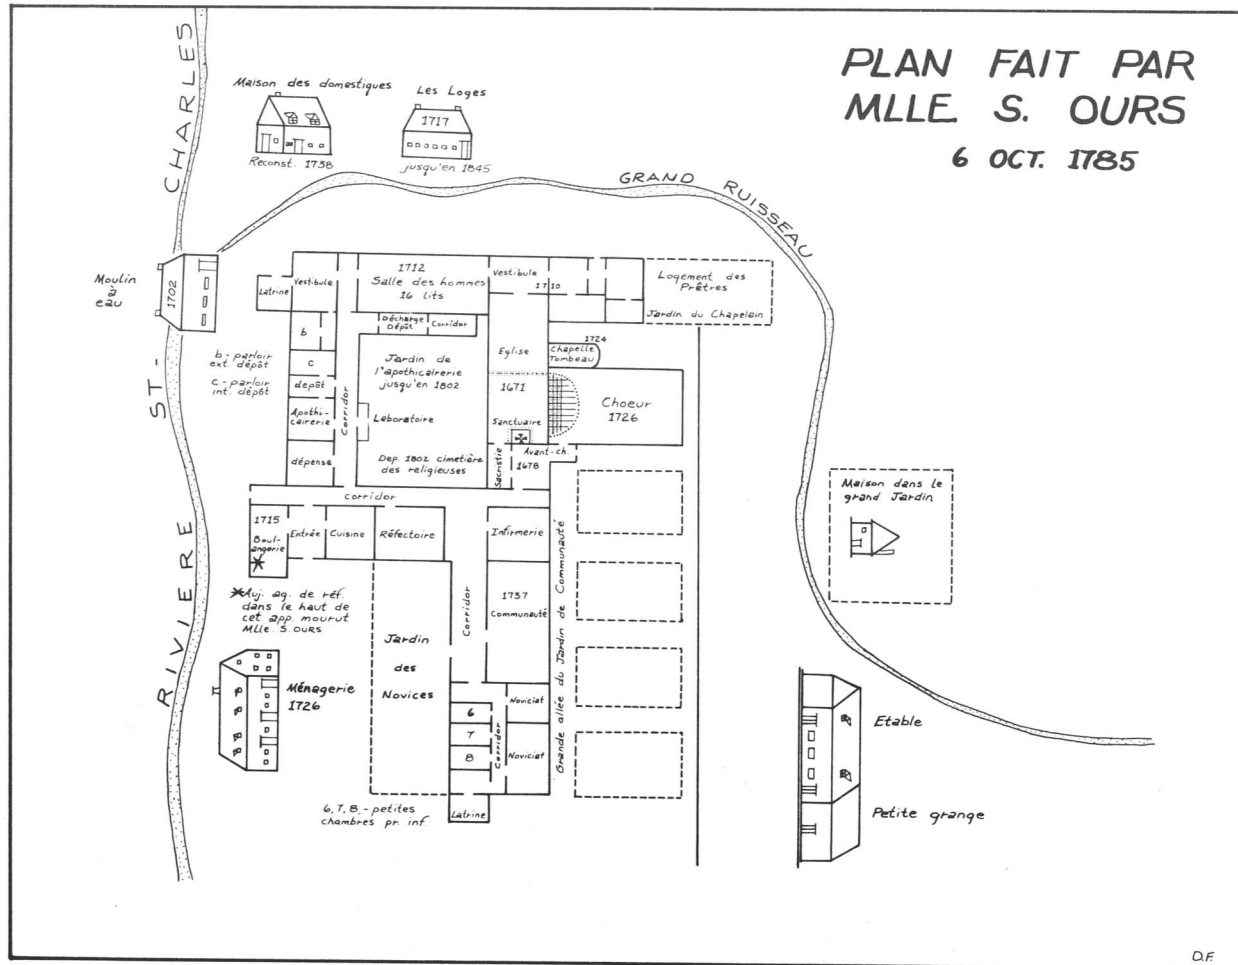 PLAN FAIT PAR
MLLE S. OURS
6 OCT. 1785
RIVIERE ST-CHARLES
Maison des domestiques
Reconst. 1738
Les Loges
1717
jusqu'en 1845
GRAND RUISSEAU
Moulin
à
eau
1702
Latrine
Vestibule
1712
Salle des hommes
16 lits
Vestibule
1710
Logement des
Prêtres
Jardin du Chapelain
Décharge
Dépôt
Corridor
b
b - parloir
ext dépôt
c
c - parloir
int. dépôt
depôt
Apothi-
cairerie
dépense
Corridor
Jardin de
l'apothicairerie
jusqu'en 1802
Laboratoire
Dep. 1802 cimetière
des religieuses
Eglise
1671
Sanctuaire
1724
Chapelle
Tombeau
Choeur
1726
Sacristie
Avant-ch.
1678
Corridor
1715
Boul-
angerie
Entrée
Cuisine
Réfectoire
Infirmerie
Auj. ag. de réf.
dans le haut de
cet app. mourut
Mlle. S. OURS
Corridor
1737
Communauté
Grande allée du Jardin de Communauté
Maison dans le
grand Jardin
Jardin
des
Novices
Ménagerie
1726
6
7
8
Corridor
Noviciat
Noviciat
Latrine
6, 7, 8, - petites
chambres pr. inf.
Etable
Petite grange
D.F.